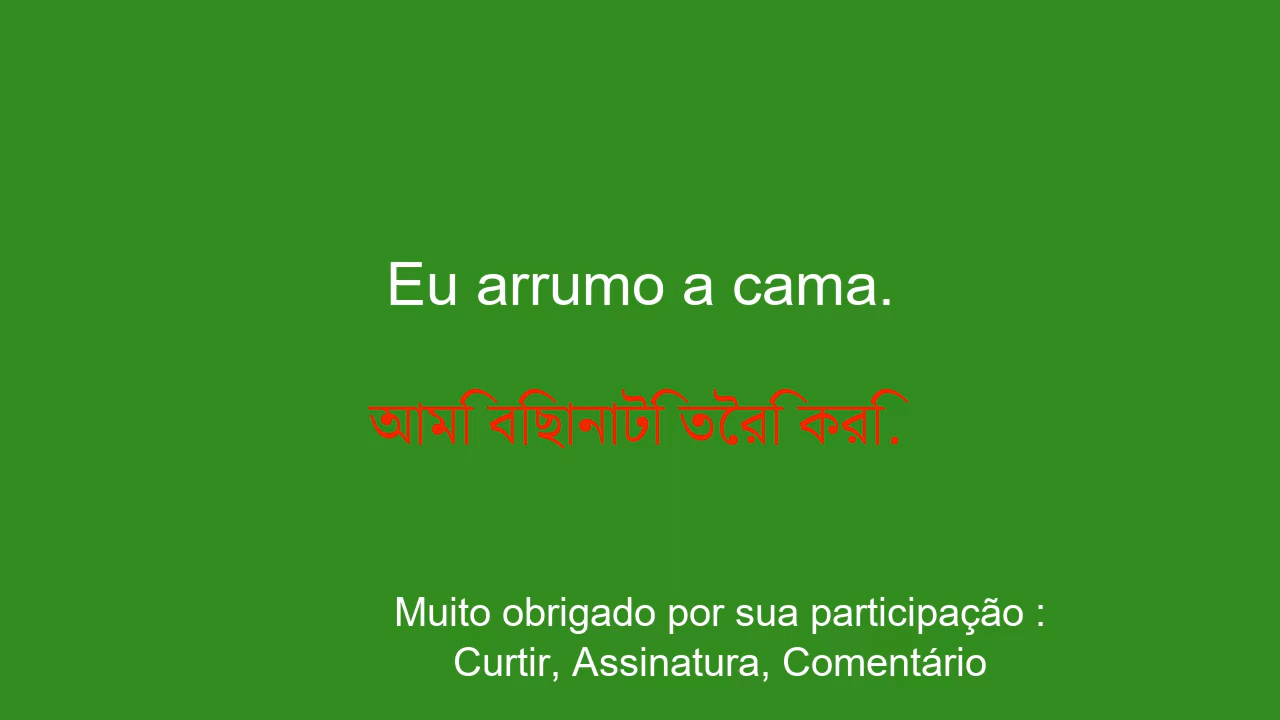 Eu arrumo a cama.
আমি বিছানাটি তৈরি করি.
Muito obrigado por sua participação :
Curtir, Assinatura, Comentário